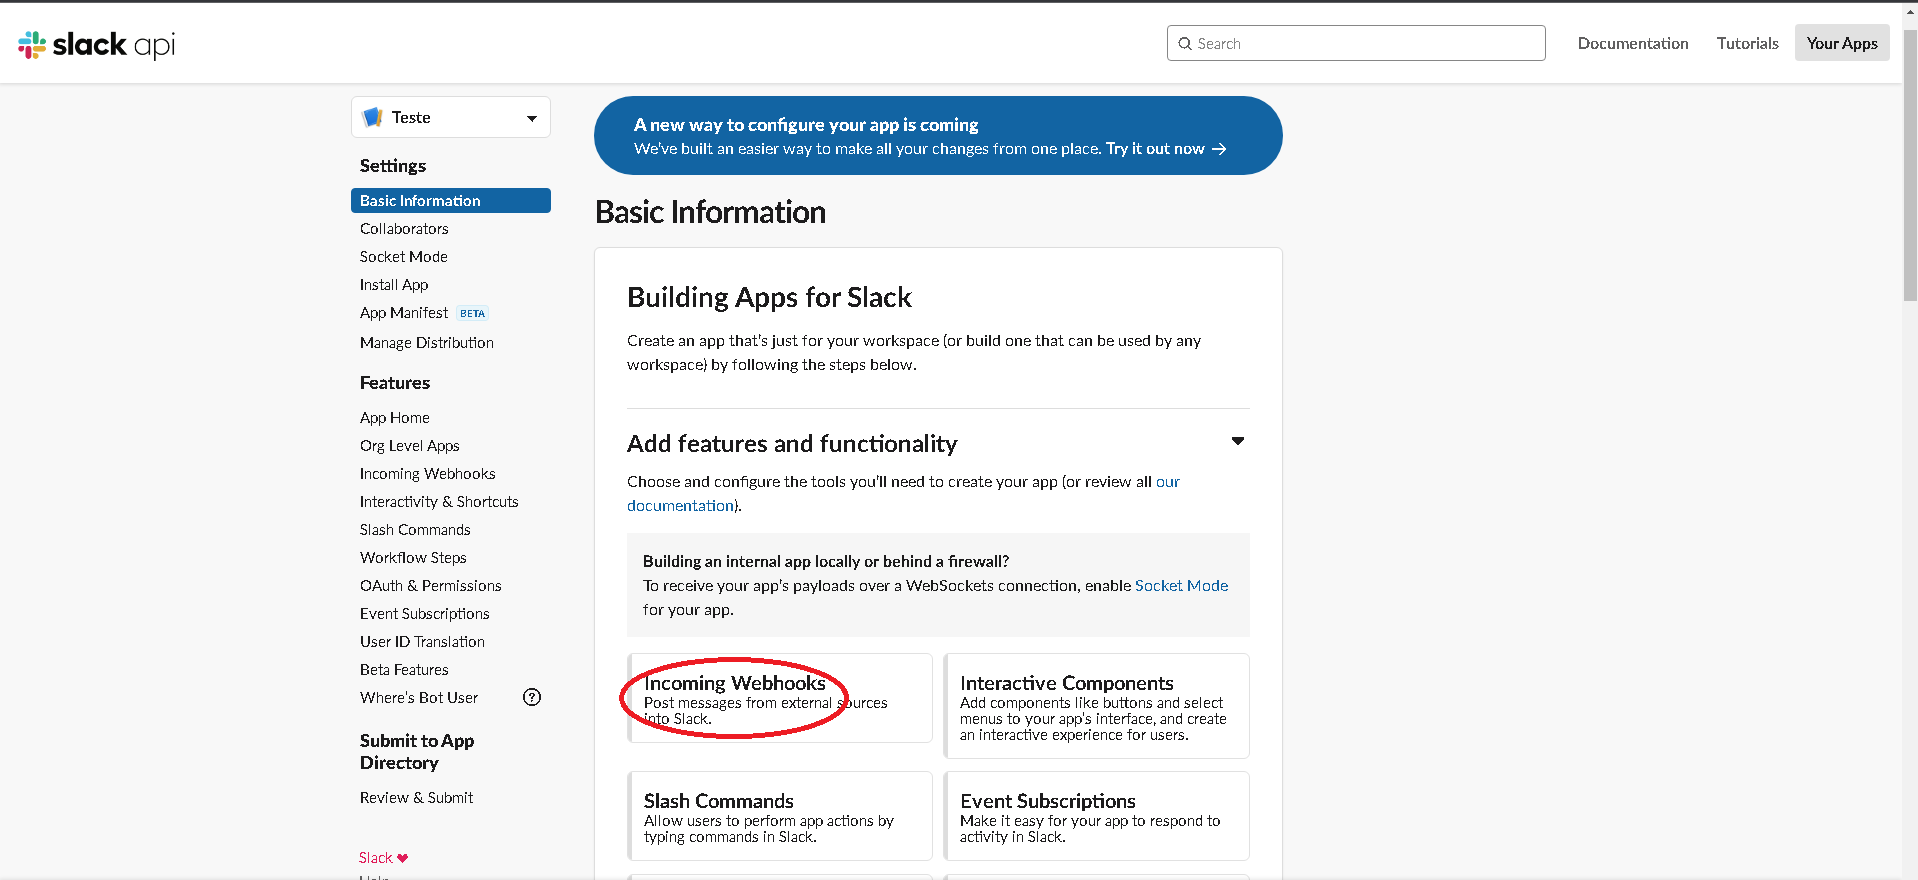 slack api
Search
Documentation
Tutorials
Your Apps
Teste
Settings
Basic Information
Collaborators
Socket Mode
Install App
App Manifest BETA
Manage Distribution
Features
App Home
Org Level Apps
Incoming Webhooks
Interactivity & Shortcuts
Slash Commands
Workflow Steps
OAuth & Permissions
Event Subscriptions
User ID Translation
Beta Features
Where's Bot User ?
Submit to App
Directory
Review & Submit
Slack ❤
Help
A new way to configure your app is coming
We've built an easier way to make all your changes from one place. Try it out now →
Basic Information
Building Apps for Slack
Create an app that's just for your workspace (or build one that can be used by any
workspace) by following the steps below.
Add features and functionality
Choose and configure the tools you'll need to create your app (or review all our
documentation).
Building an internal app locally or behind a firewall?
To receive your app's payloads over a WebSockets connection, enable Socket Mode
for your app.
Incoming Webhooks
Post messages from external sources
into Slack.
Interactive Components
Add components like buttons and select
menus to your app's interface, and create
an interactive experience for users.
Slash Commands
Allow users to perform app actions by
typing commands in Slack.
Event Subscriptions
Make it easy for your app to respond to
activity in Slack.